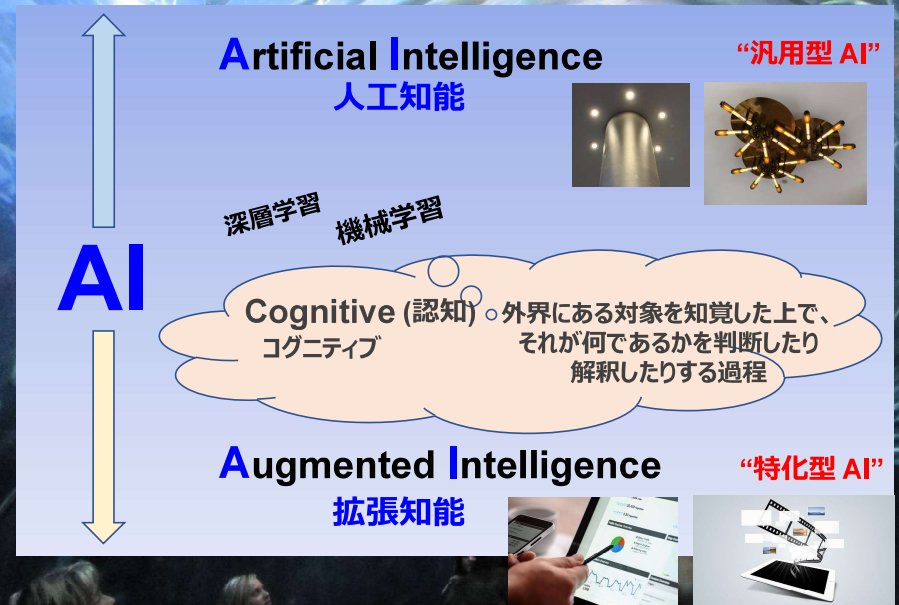 Artificial Intelligence
人工知能
“汎用型 AI”
深層学習
機械学習
AI
Cognitive (認知)
コグニティブ
外界にある対象を知覚した上で、
それが何であるかを判断したり
解釈したりする過程
Augmented Intelligence
拡張知能
“特化型 AI”